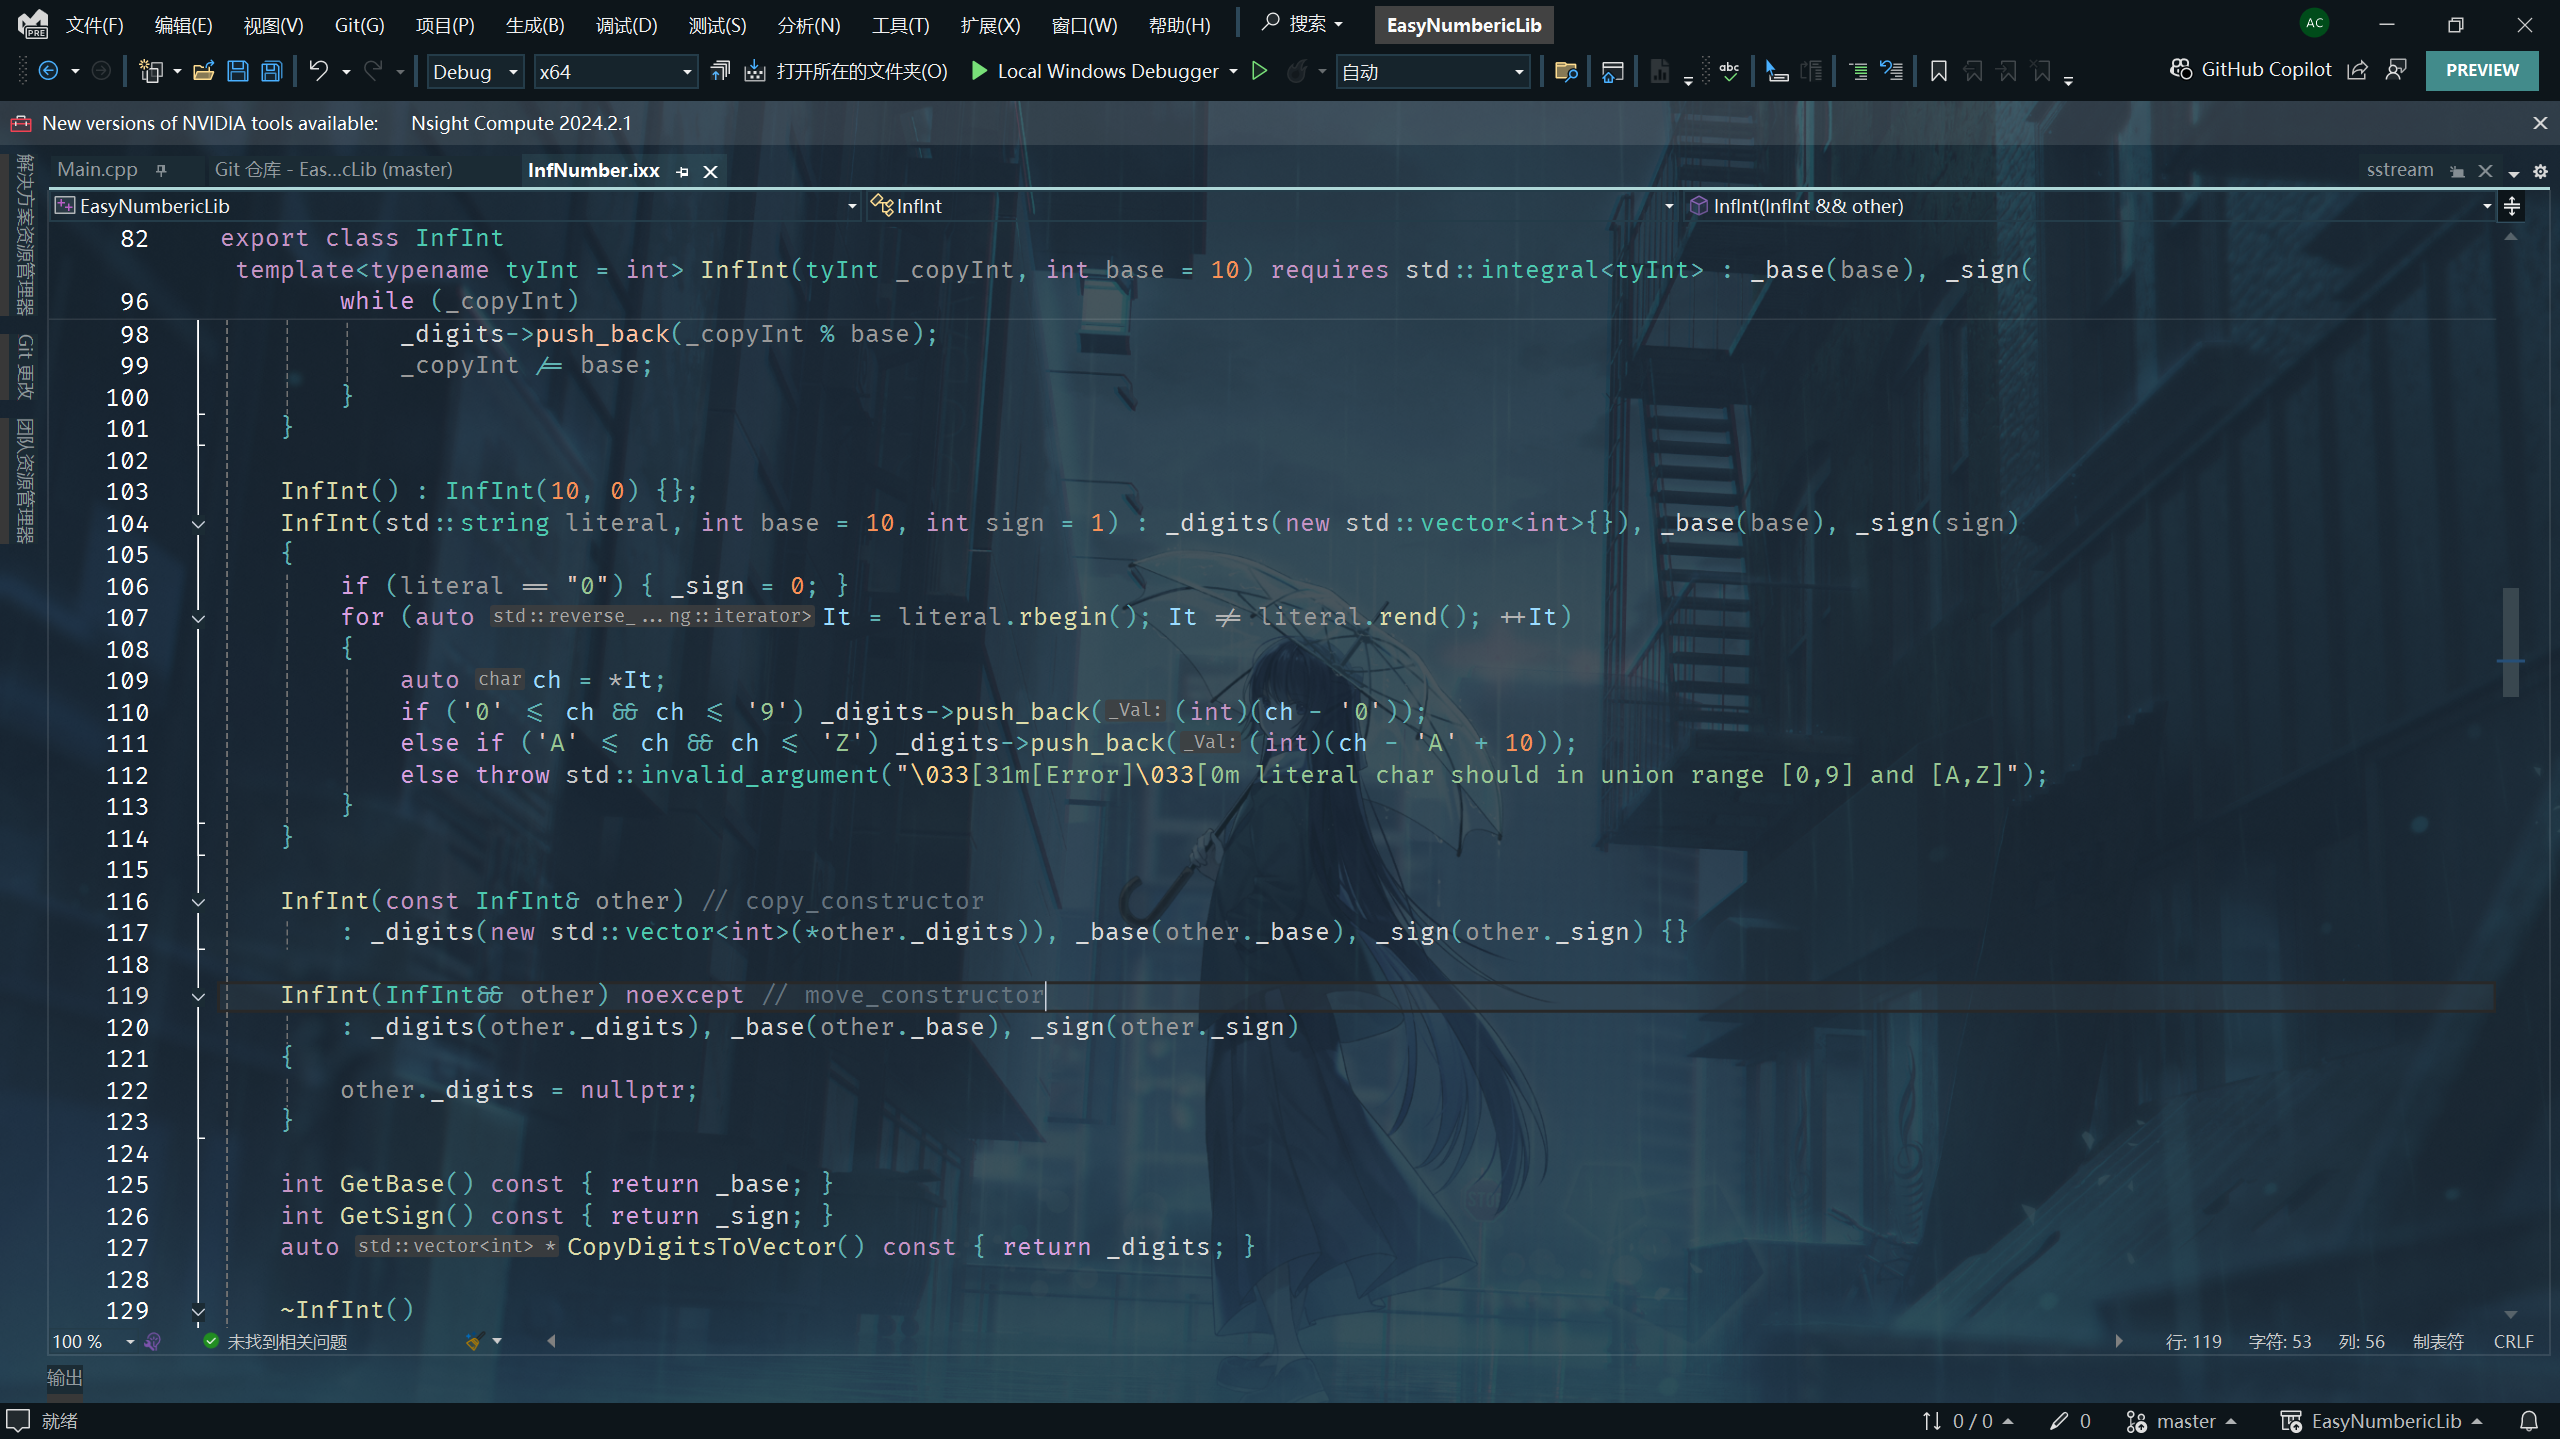 文件(F) 编辑(E) 视图(V) Git(G) 项目(P) 生成(B) 调试(D) 测试(S) 分析(N) 工具(T) 扩展(X) 窗口(W) 帮助(H) 搜索 EasyNumbericLib AC
Debug x64 打开所在的文件夹(O) Local Windows Debugger 自动 abc GitHub Copilot PREVIEW
New versions of NVIDIA tools available: Nsight Compute 2024.2.1
解决方案资源管理器
Git 更改
团队资源管理器
Main.cpp Git 仓库 - Eas...cLib (master) InfNumber.ixx sstream
EasyNumbericLib InfInt InfInt(InfInt && other)
82 export class InfInt
template<typename tyInt = int> InfInt(tyInt _copyInt, int base = 10) requires std::integral<tyInt> : _base(base), _sign(
96 while (_copyInt)
98 _digits->push_back(_copyInt % base);
99 _copyInt /= base;
100 }
101 }
102
103 InfInt() : InfInt(10, 0) {};
104 InfInt(std::string literal, int base = 10, int sign = 1) : _digits(new std::vector<int>{}), _base(base), _sign(sign)
105 {
106 if (literal == "0") { _sign = 0; }
107 for (auto std::reverse_...ng::iterator> It = literal.rbegin(); It != literal.rend(); ++It)
108 {
109 auto char ch = *It;
110 if ('0' <= ch && ch <= '9') _digits->push_back( _Val: (int)(ch - '0'));
111 else if ('A' <= ch && ch <= 'Z') _digits->push_back( _Val: (int)(ch - 'A' + 10));
112 else throw std::invalid_argument("\033[31m[Error]\033[0m literal char should in union range [0,9] and [A,Z]");
113 }
114 }
115
116 InfInt(const InfInt& other) // copy_constructor
117 : _digits(new std::vector<int>(*other._digits)), _base(other._base), _sign(other._sign) {}
118
119 InfInt(InfInt&& other) noexcept // move_constructor
120 : _digits(other._digits), _base(other._base), _sign(other._sign)
121 {
122 other._digits = nullptr;
123 }
124
125 int GetBase() const { return _base; }
126 int GetSign() const { return _sign; }
127 auto std::vector<int> * CopyDigitsToVector() const { return _digits; }
128
129 ~InfInt()
100 % 未找到相关问题 行: 119 字符: 53 列: 56 制表符 CRLF
输出
就绪 0 / 0 0 master EasyNumbericLib